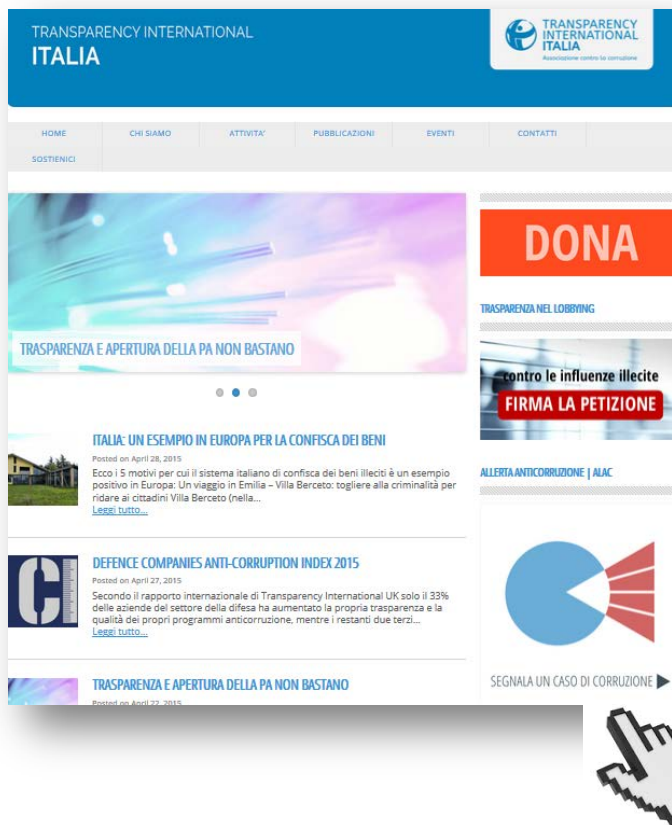 TRANSPARENCY INTERNATIONAL
ITALIA
TRANSPARENCY
INTERNATIONAL
ITALIA
Associazione contro la corruzione
HOME
CHI SIAMO
ATTIVITA'
PUBBLICAZIONI
EVENTI
CONTATTI
SOSTIENICI
TRASPARENZA E APERTURA DELLA PA NON BASTANO
ITALIA: UN ESEMPIO IN EUROPA PER LA CONFISCA DEI BENI
Posted on April 28, 2015
Ecco i 5 motivi per cui il sistema italiano di confisca dei beni illeciti è un esempio
positivo in Europa: Un viaggio in Emilia – Villa Berceto: togliere alla criminalità per
ridare ai cittadini Villa Berceto (nella...
Leggi tutto...
DEFENCE COMPANIES ANTI-CORRUPTION INDEX 2015
Posted on April 27, 2015
Secondo il rapporto internazionale di Transparency International UK solo il 33%
delle aziende del settore della difesa ha aumentato la propria trasparenza e la
qualità dei propri programmi anticorruzione, mentre i restanti due terzi...
Leggi tutto...
TRASPARENZA E APERTURA DELLA PA NON BASTANO
Posted on April 22, 2015
DONA
TRASPARENZA NEL LOBBYING
contro le influenze illecite
FIRMA LA PETIZIONE
ALLERTA ANTICORRUZIONE | ALAC
SEGNALA UN CASO DI CORRUZIONE